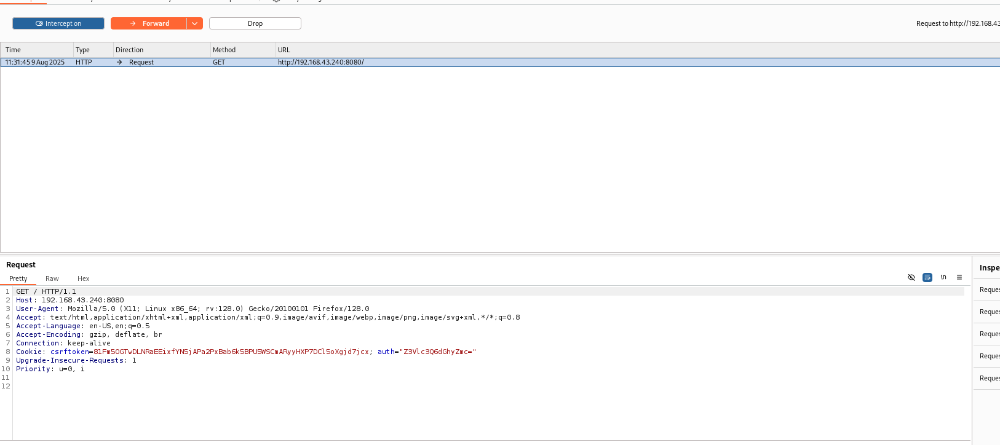 Intercept on
Forward
Drop
Request to http://192.168.43
Time Type Direction Method URL
11:31:45 9 Aug 2025 HTTP → Request GET http://192.168.43.240:8080/
Request
Inspe
Pretty Raw Hex
\n
1 GET / HTTP/1.1
2 Host: 192.168.43.240:8080
3 User-Agent: Mozilla/5.0 (X11; Linux x86_64; rv:128.0) Gecko/20100101 Firefox/128.0
4 Accept: text/html,application/xhtml+xml,application/xml;q=0.9,image/avif,image/webp,image/png,image/svg+xml,*/*;q=0.8
5 Accept-Language: en-US,en;q=0.5
6 Accept-Encoding: gzip, deflate, br
7 Connection: keep-alive
8 Cookie: csrftoken=81Fm5OGTwDLNRaEEixfYN5jAPa2PxBab6k5BPU5WSCmARyyHXP7DCl5oXgjd7jcx; auth="Z3Vlc3Q6dGhyZmc="
9 Upgrade-Insecure-Requests: 1
10 Priority: u=0, i
11
12
Reques
Reques
Reques
Reques
Reques